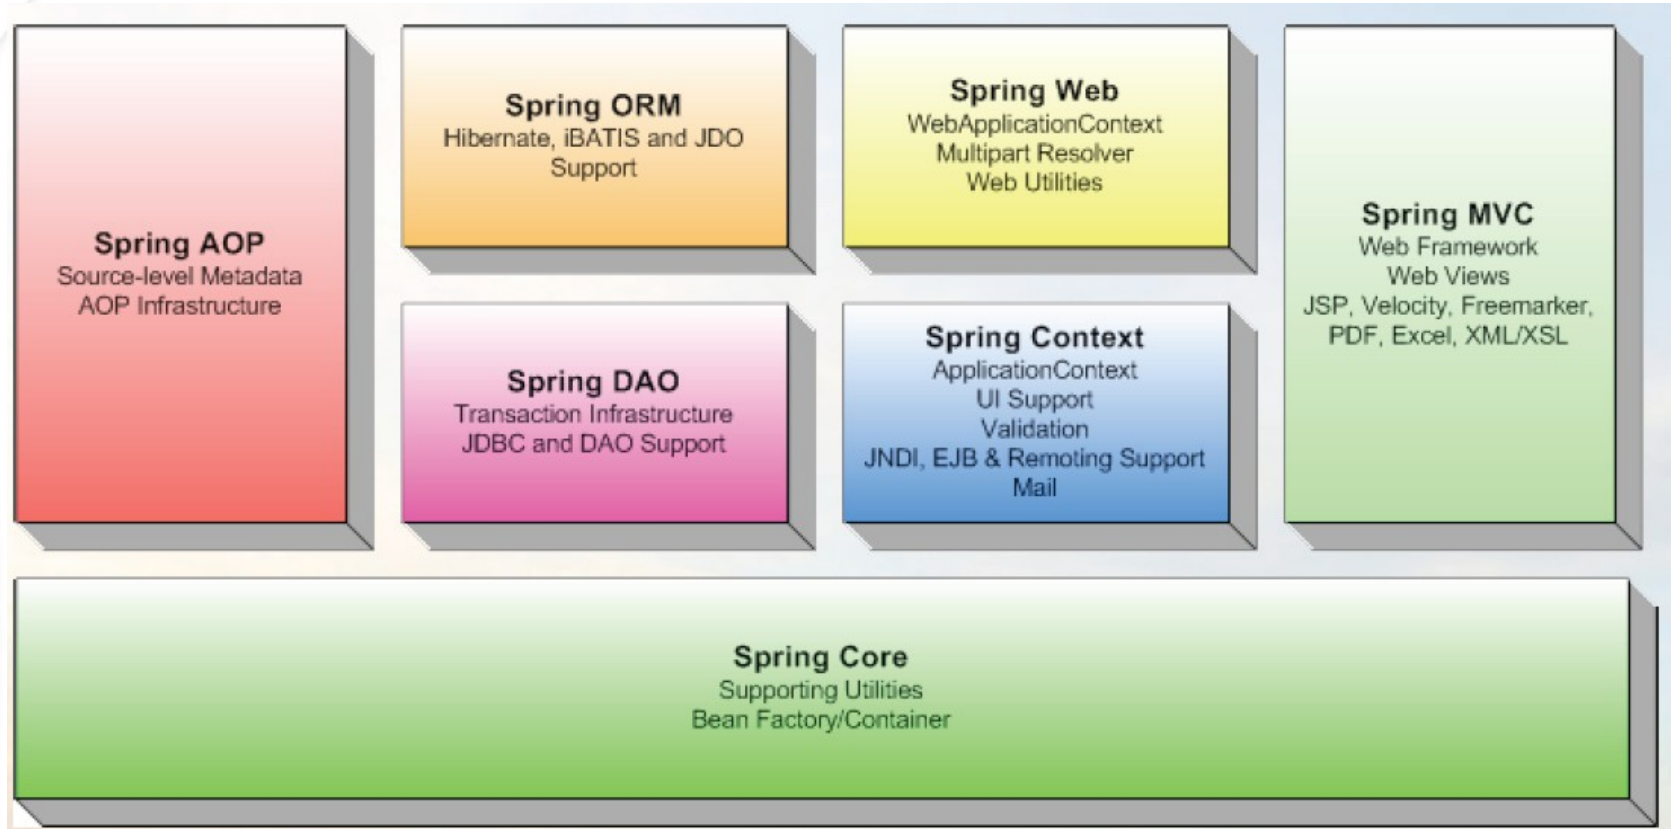 Spring AOP
Source-level Metadata
AOP Infrastructure
Spring ORM
Hibernate, iBATIS and JDO
Support
Spring Web
WebApplicationContext
Multipart Resolver
Web Utilities
Spring DAO
Transaction Infrastructure
JDBC and DAO Support
Spring Context
ApplicationContext
UI Support
Validation
JNDI, EJB & Remoting Support
Mail
Spring MVC
Web Framework
Web Views
JSP, Velocity, Freemarker,
PDF, Excel, XML/XSL
Spring Core
Supporting Utilities
Bean Factory/Container